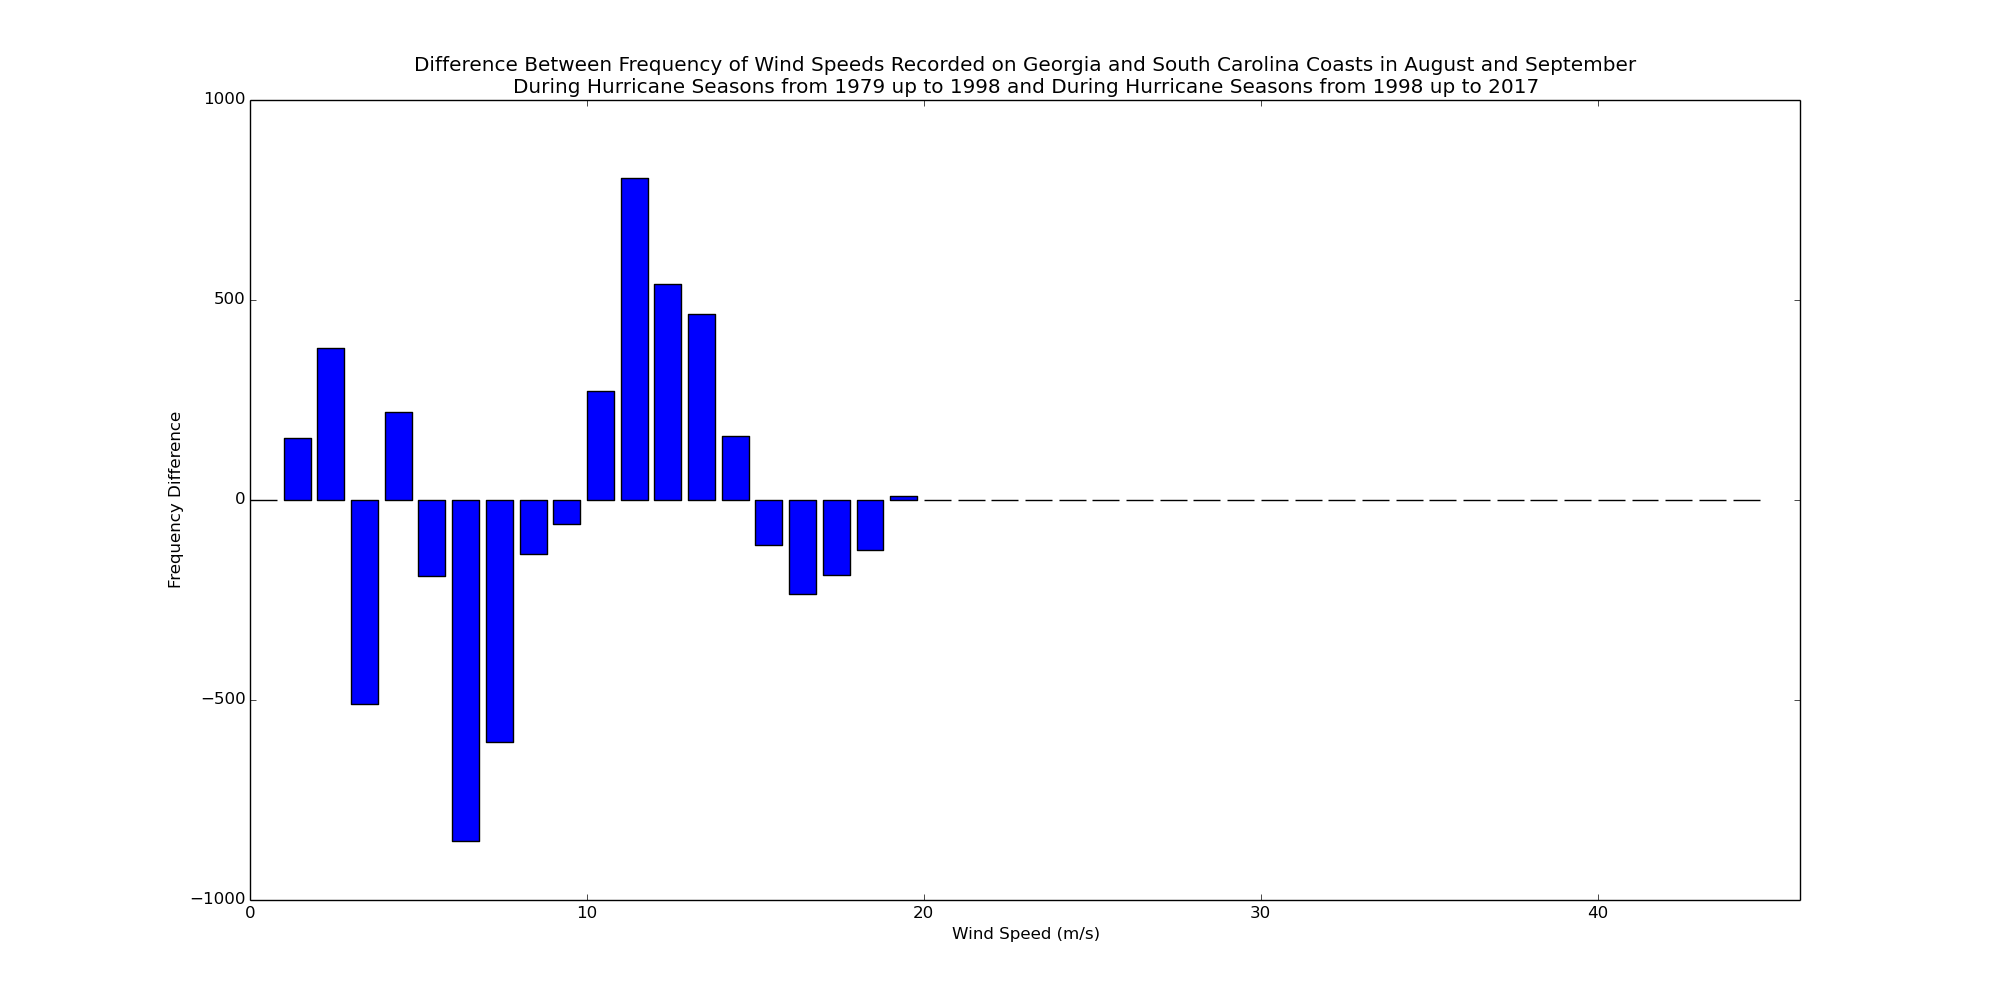 Difference Between Frequency of Wind Speeds Recorded on Georgia and South Carolina Coasts in August and September
During Hurricane Seasons from 1979 up to 1998 and During Hurricane Seasons from 1998 up to 2017
1000
500
0
−500
−1000
Frequency Difference
0 10 20 30 40
Wind Speed (m/s)